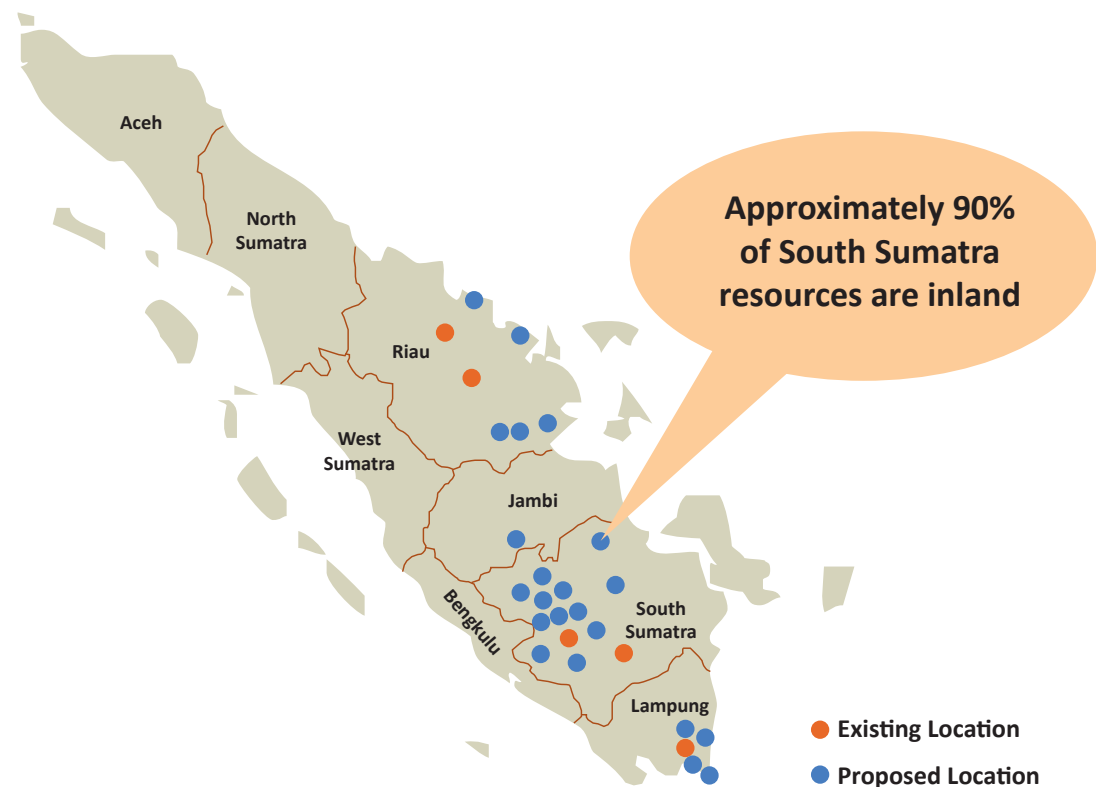 Aceh
North
Sumatra
Approximately 90%
of South Sumatra
resources are inland
Riau
West
Sumatra
Jambi
Bengkulu
South
Sumatra
Lampung
Existing Location
Proposed Location